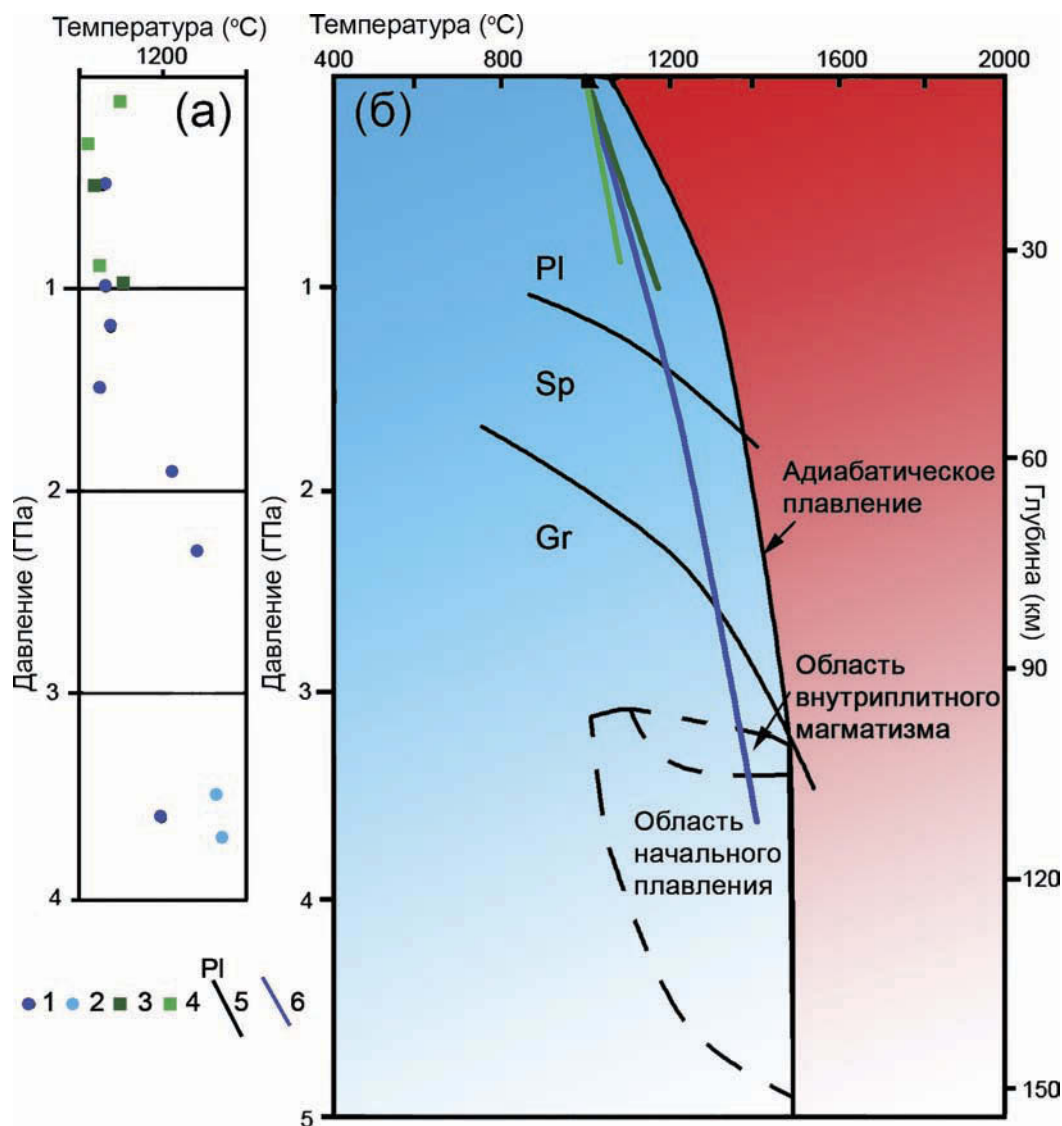 Температура (°С)
1200
(а)
1
2
3
4
Давление (ГПа)
Температура (°С)
400
800
1200
1600
2000
(б)
Pl
Sp
Gr
Адиабатическое
плавление
Область
внутриплитного
магматизма
Область
начального
плавления
1
2
3
4
5
Давление (ГПа)
30
60
90
120
150
Глубина (км)
Pl
1 2 3 4 5 6